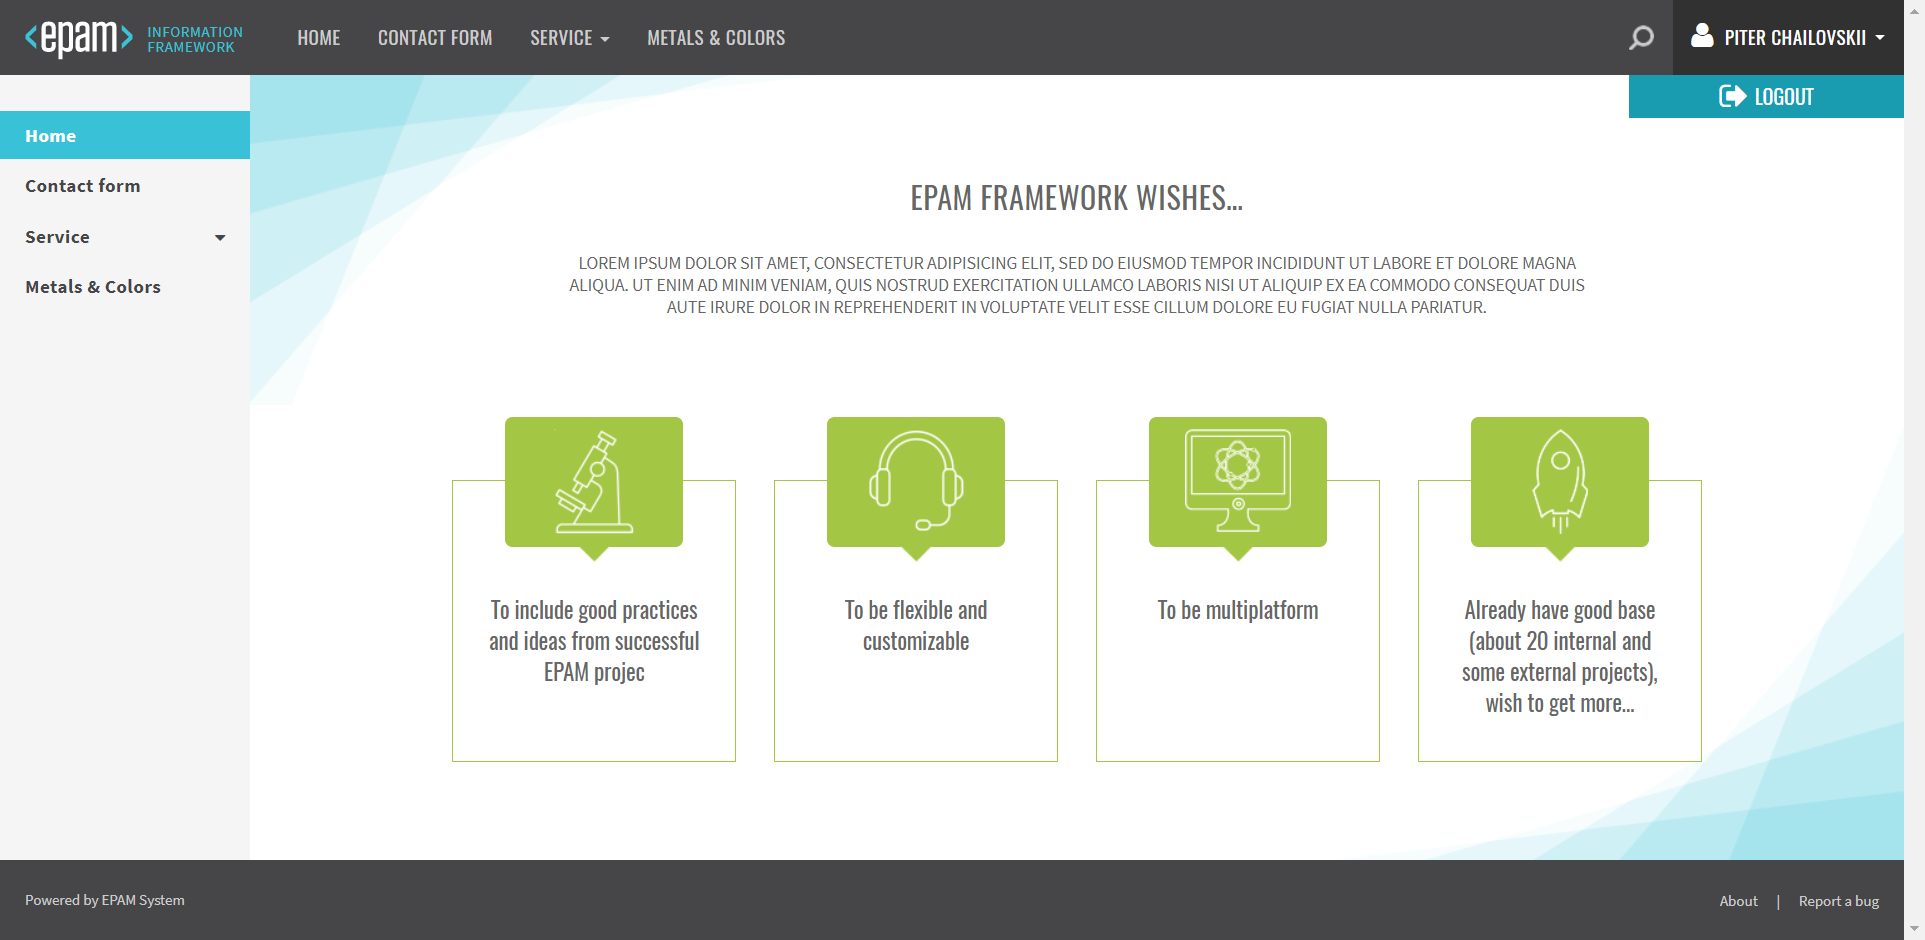 <epam>
INFORMATION
FRAMEWORK
HOME
CONTACT FORM
SERVICE
METALS & COLORS
PITER CHAILOVSKII
LOGOUT
Home
Contact form
Service
Metals & Colors
EPAM FRAMEWORK WISHES...
LOREM IPSUM DOLOR SIT AMET, CONSECTETUR ADIPISICING ELIT, SED DO EIUSMOD TEMPOR INCIDIDUNT UT LABORE ET DOLORE MAGNA
ALIQUA. UT ENIM AD MINIM VENIAM, QUIS NOSTRUD EXERCITATION ULLAMCO LABORIS NISI UT ALIQUIP EX EA COMMODO CONSEQUAT DUIS
AUTE IRURE DOLOR IN REPREHENDERIT IN VOLUPTATE VELIT ESSE CILLUM DOLORE EU FUGIAT NULLA PARIATUR.
To include good practices
and ideas from successful
EPAM projec
To be flexible and
customizable
To be multiplatform
Already have good base
(about 20 internal and
some external projects),
wish to get more...
Powered by EPAM System
About | Report a bug